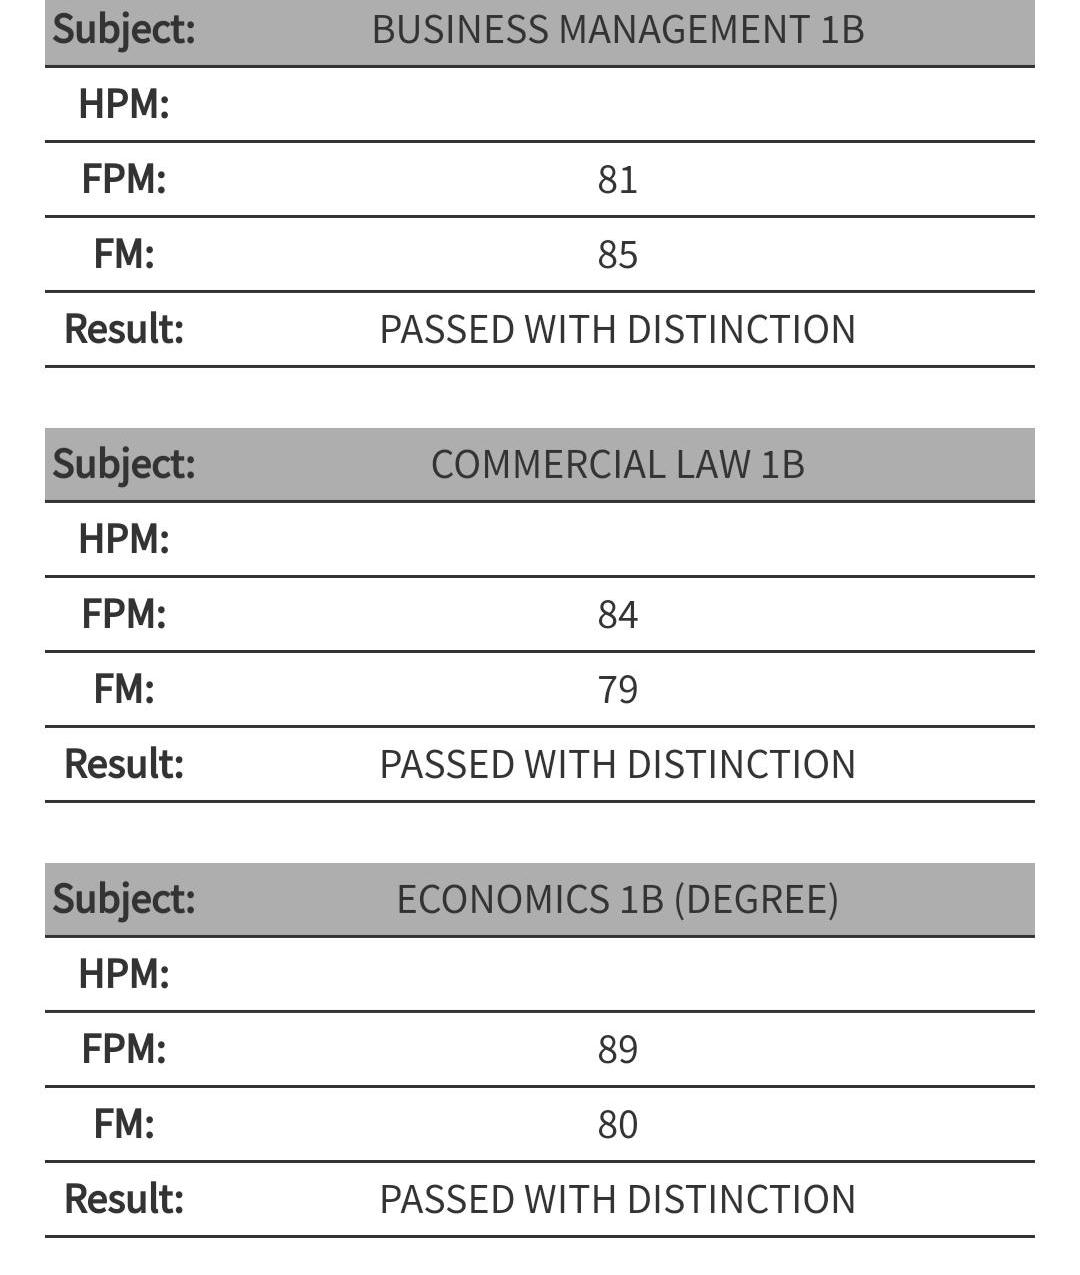 Subject: BUSINESS MANAGEMENT 1B
HPM:
FPM: 81
FM: 85
Result: PASSED WITH DISTINCTION
Subject: COMMERCIAL LAW 1B
HPM:
FPM: 84
FM: 79
Result: PASSED WITH DISTINCTION
Subject: ECONOMICS 1B (DEGREE)
HPM:
FPM: 89
FM: 80
Result: PASSED WITH DISTINCTION